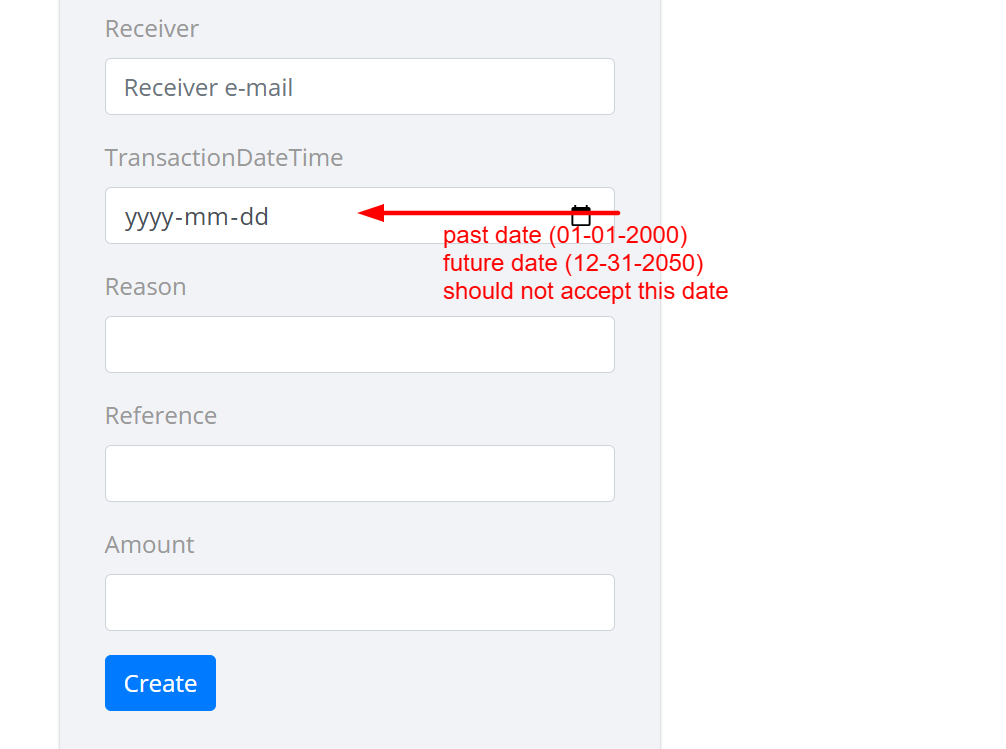 Receiver
Receiver e-mail
TransactionDateTime
yyyy-mm-dd
past date (01-01-2000)
future date (12-31-2050)
should not accept this date
Reason
Reference
Amount
Create